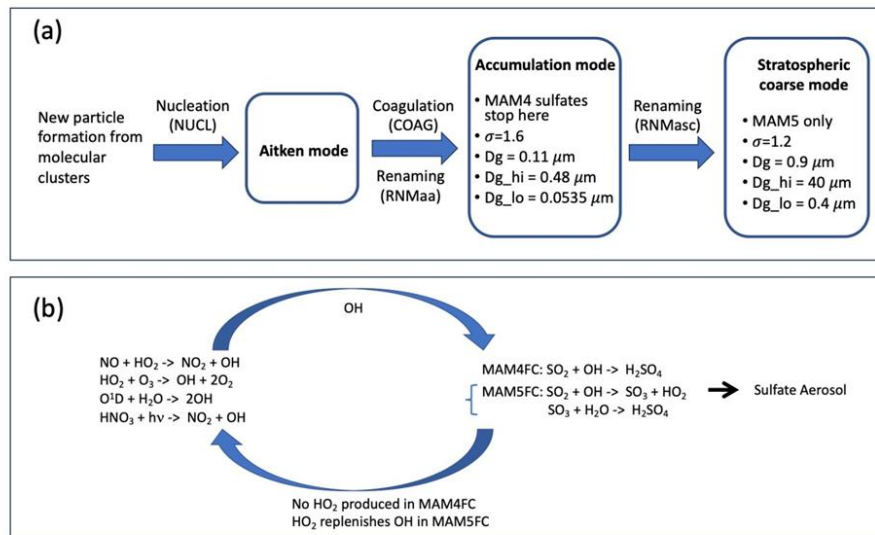 (a)
New particle
formation from
molecular
clusters
Nucleation
(NUCL)
Aitken mode
Coagulation
(COAG)
Renaming
(RNMaa)
Accumulation mode
• MAM4 sulfates
stop here
• σ=1.6
• Dg = 0.11 μm
• Dg_hi = 0.48 μm
• Dg_lo = 0.0535 μm
Renaming
(RNMasc)
Stratospheric
coarse mode
• MAM5 only
• σ=1.2
• Dg = 0.9 μm
• Dg_hi = 40 μm
• Dg_lo = 0.4 μm
(b)
OH
NO + HO₂ -> NO₂ + OH
HO₂ + O₃ -> OH + 2O₂
O¹D + H₂O -> 2OH
HNO₃ + hν -> NO₂ + OH
MAM4FC: SO₂ + OH -> H₂SO₄
MAM5FC: SO₂ + OH -> SO₃ + HO₂
SO₃ + H₂O -> H₂SO₄
Sulfate Aerosol
No HO₂ produced in MAM4FC
HO₂ replenishes OH in MAM5FC